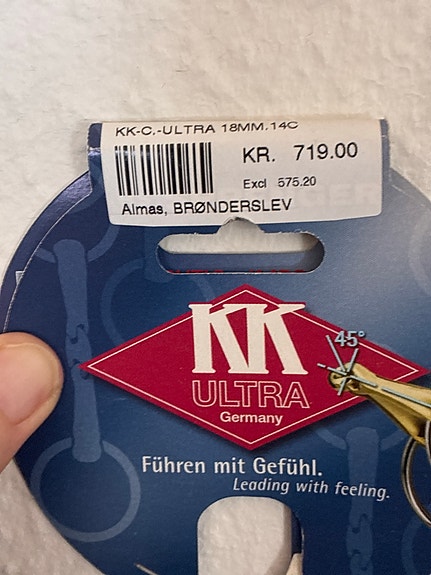 KK-C,-ULTRA 18MM,14C
KR. 719.00
Excl 575.20
Almas, BRØNDERSLEV
KK
45°
ULTRA
Germany
Führen mit Gefühl.
Leading with feeling.